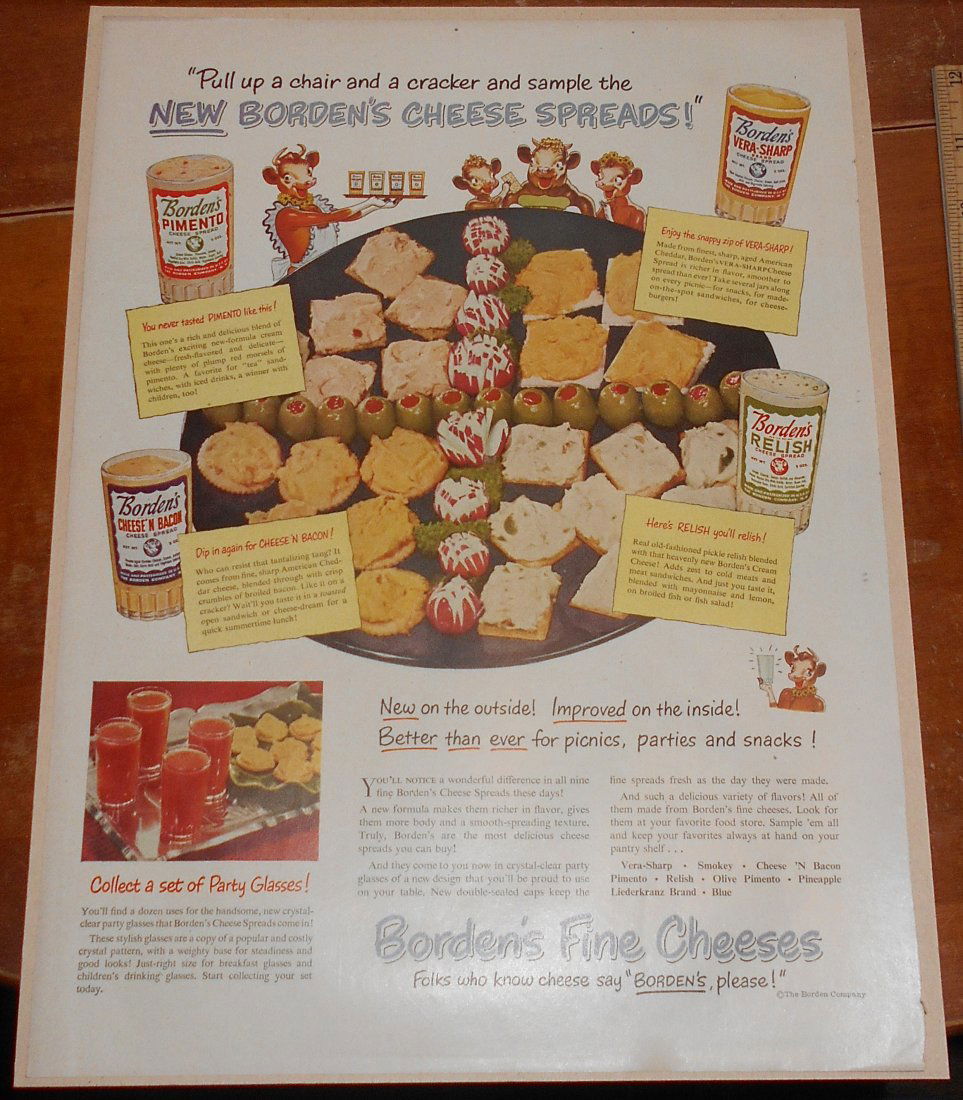 "Pull up a chair and a cracker and sample the
NEW BORDEN'S CHEESE SPREADS!"
Borden's
PIMENTO
CHEESE SPREAD
Borden's
VERA-SHARP
BRAND
CHEESE SPREAD
You never tasted PIMENTO like this!
This one's a rich and delicious blend of
Borden's exciting new-formula cream
cheese—fresh-flavored and delicate—
with plenty of plump red morsels of
pimento. A favorite for "tea" sand-
wiches, with iced drinks, a winner with
children, too!
Enjoy the snappy zip of VERA-SHARP!
Made from finest, sharp, aged American
Cheddar, Borden's VERA-SHARP Cheese
Spread is richer in flavor, smoother to
spread than ever! Take several jars along
on every picnic—for snacks, for made-
on-the-spot sandwiches, for cheese-
burgers!
Borden's
CHEESE 'N BACON
CHEESE SPREAD
Borden's
RELISH
CHEESE SPREAD
Dip in again for CHEESE 'N BACON!
Who can resist that tantalizing tang? It
comes from fine, sharp American Ched-
dar cheese, blended through with crisp
crumbles of broiled bacon. Like it on a
cracker? Wait'll you taste it in a roasted
open sandwich or cheese-dream for a
quick summertime lunch!
Here's RELISH you'll relish!
Real old-fashioned pickle relish blended
with that heavenly new Borden's Cream
Cheese! Adds zest to cold meats and
meat sandwiches. And just you taste it,
blended with mayonnaise and lemon,
on broiled fish or fish salad!
New on the outside! Improved on the inside!
Better than ever for picnics, parties and snacks!
YOU'LL NOTICE a wonderful difference in all nine
fine Borden's Cheese Spreads these days!
A new formula makes them richer in flavor, gives
them more body and a smooth-spreading texture.
Truly, Borden's are the most delicious cheese
spreads you can buy!
And they come to you now in crystal-clear party
glasses of a new design that you'll be proud to use
on your table. New double-sealed caps keep the
fine spreads fresh as the day they were made.
And such a delicious variety of flavors! All of
them made from Borden's fine cheeses. Look for
them at your favorite food store. Sample 'em all
and keep your favorites always at hand on your
pantry shelf . . .
Vera-Sharp • Smokey • Cheese 'N Bacon
Pimento • Relish • Olive Pimento • Pineapple
Liederkranz Brand • Blue
Collect a set of Party Glasses!
You'll find a dozen uses for the handsome, new crystal-
clear party glasses that Borden's Cheese Spreads come in!
These stylish glasses are a copy of a popular and costly
crystal pattern, with a weighty base for steadiness and
good looks! Just-right size for breakfast glasses and
children's drinking glasses. Start collecting your set
today.
Borden's Fine Cheeses
Folks who know cheese say "BORDEN'S, please!"
©The Borden Company
12
11